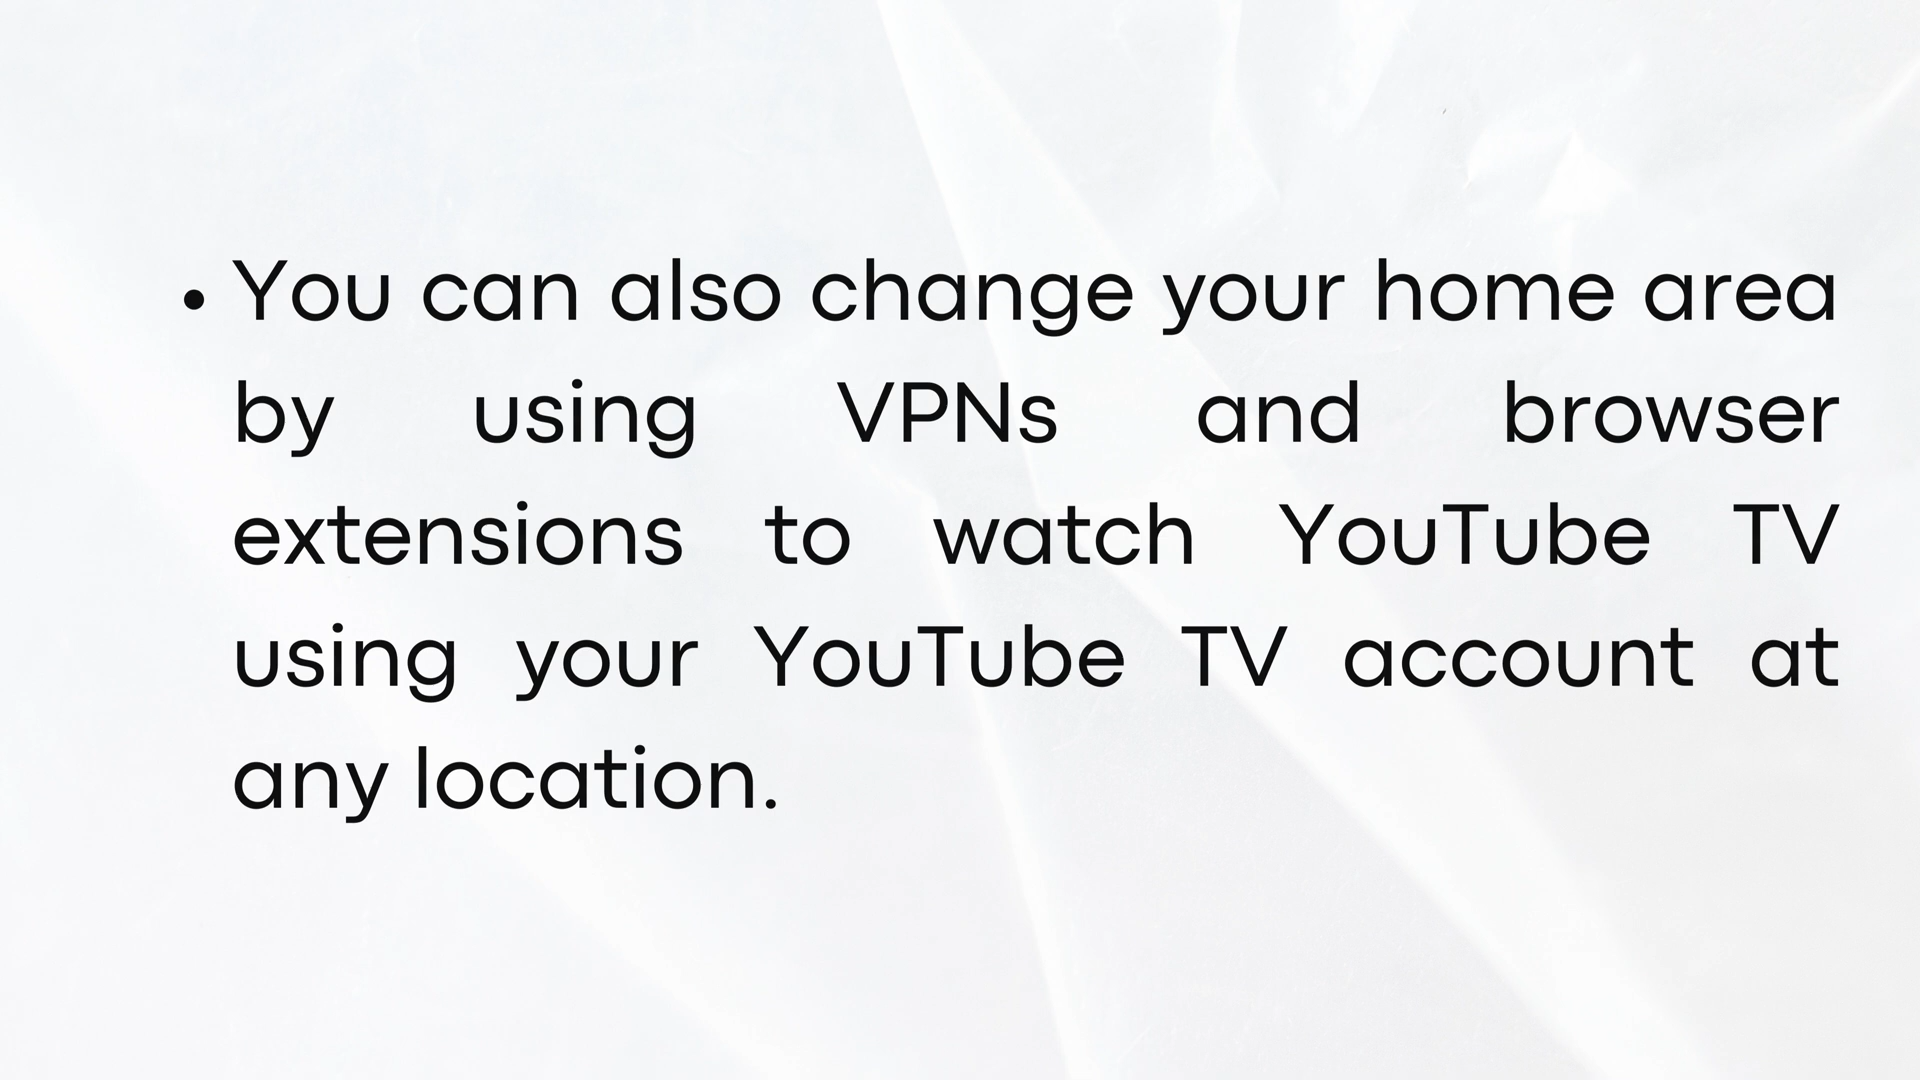 • You can also change your home area
by using VPNs and browser
extensions to watch YouTube TV
using your YouTube TV account at
any location.